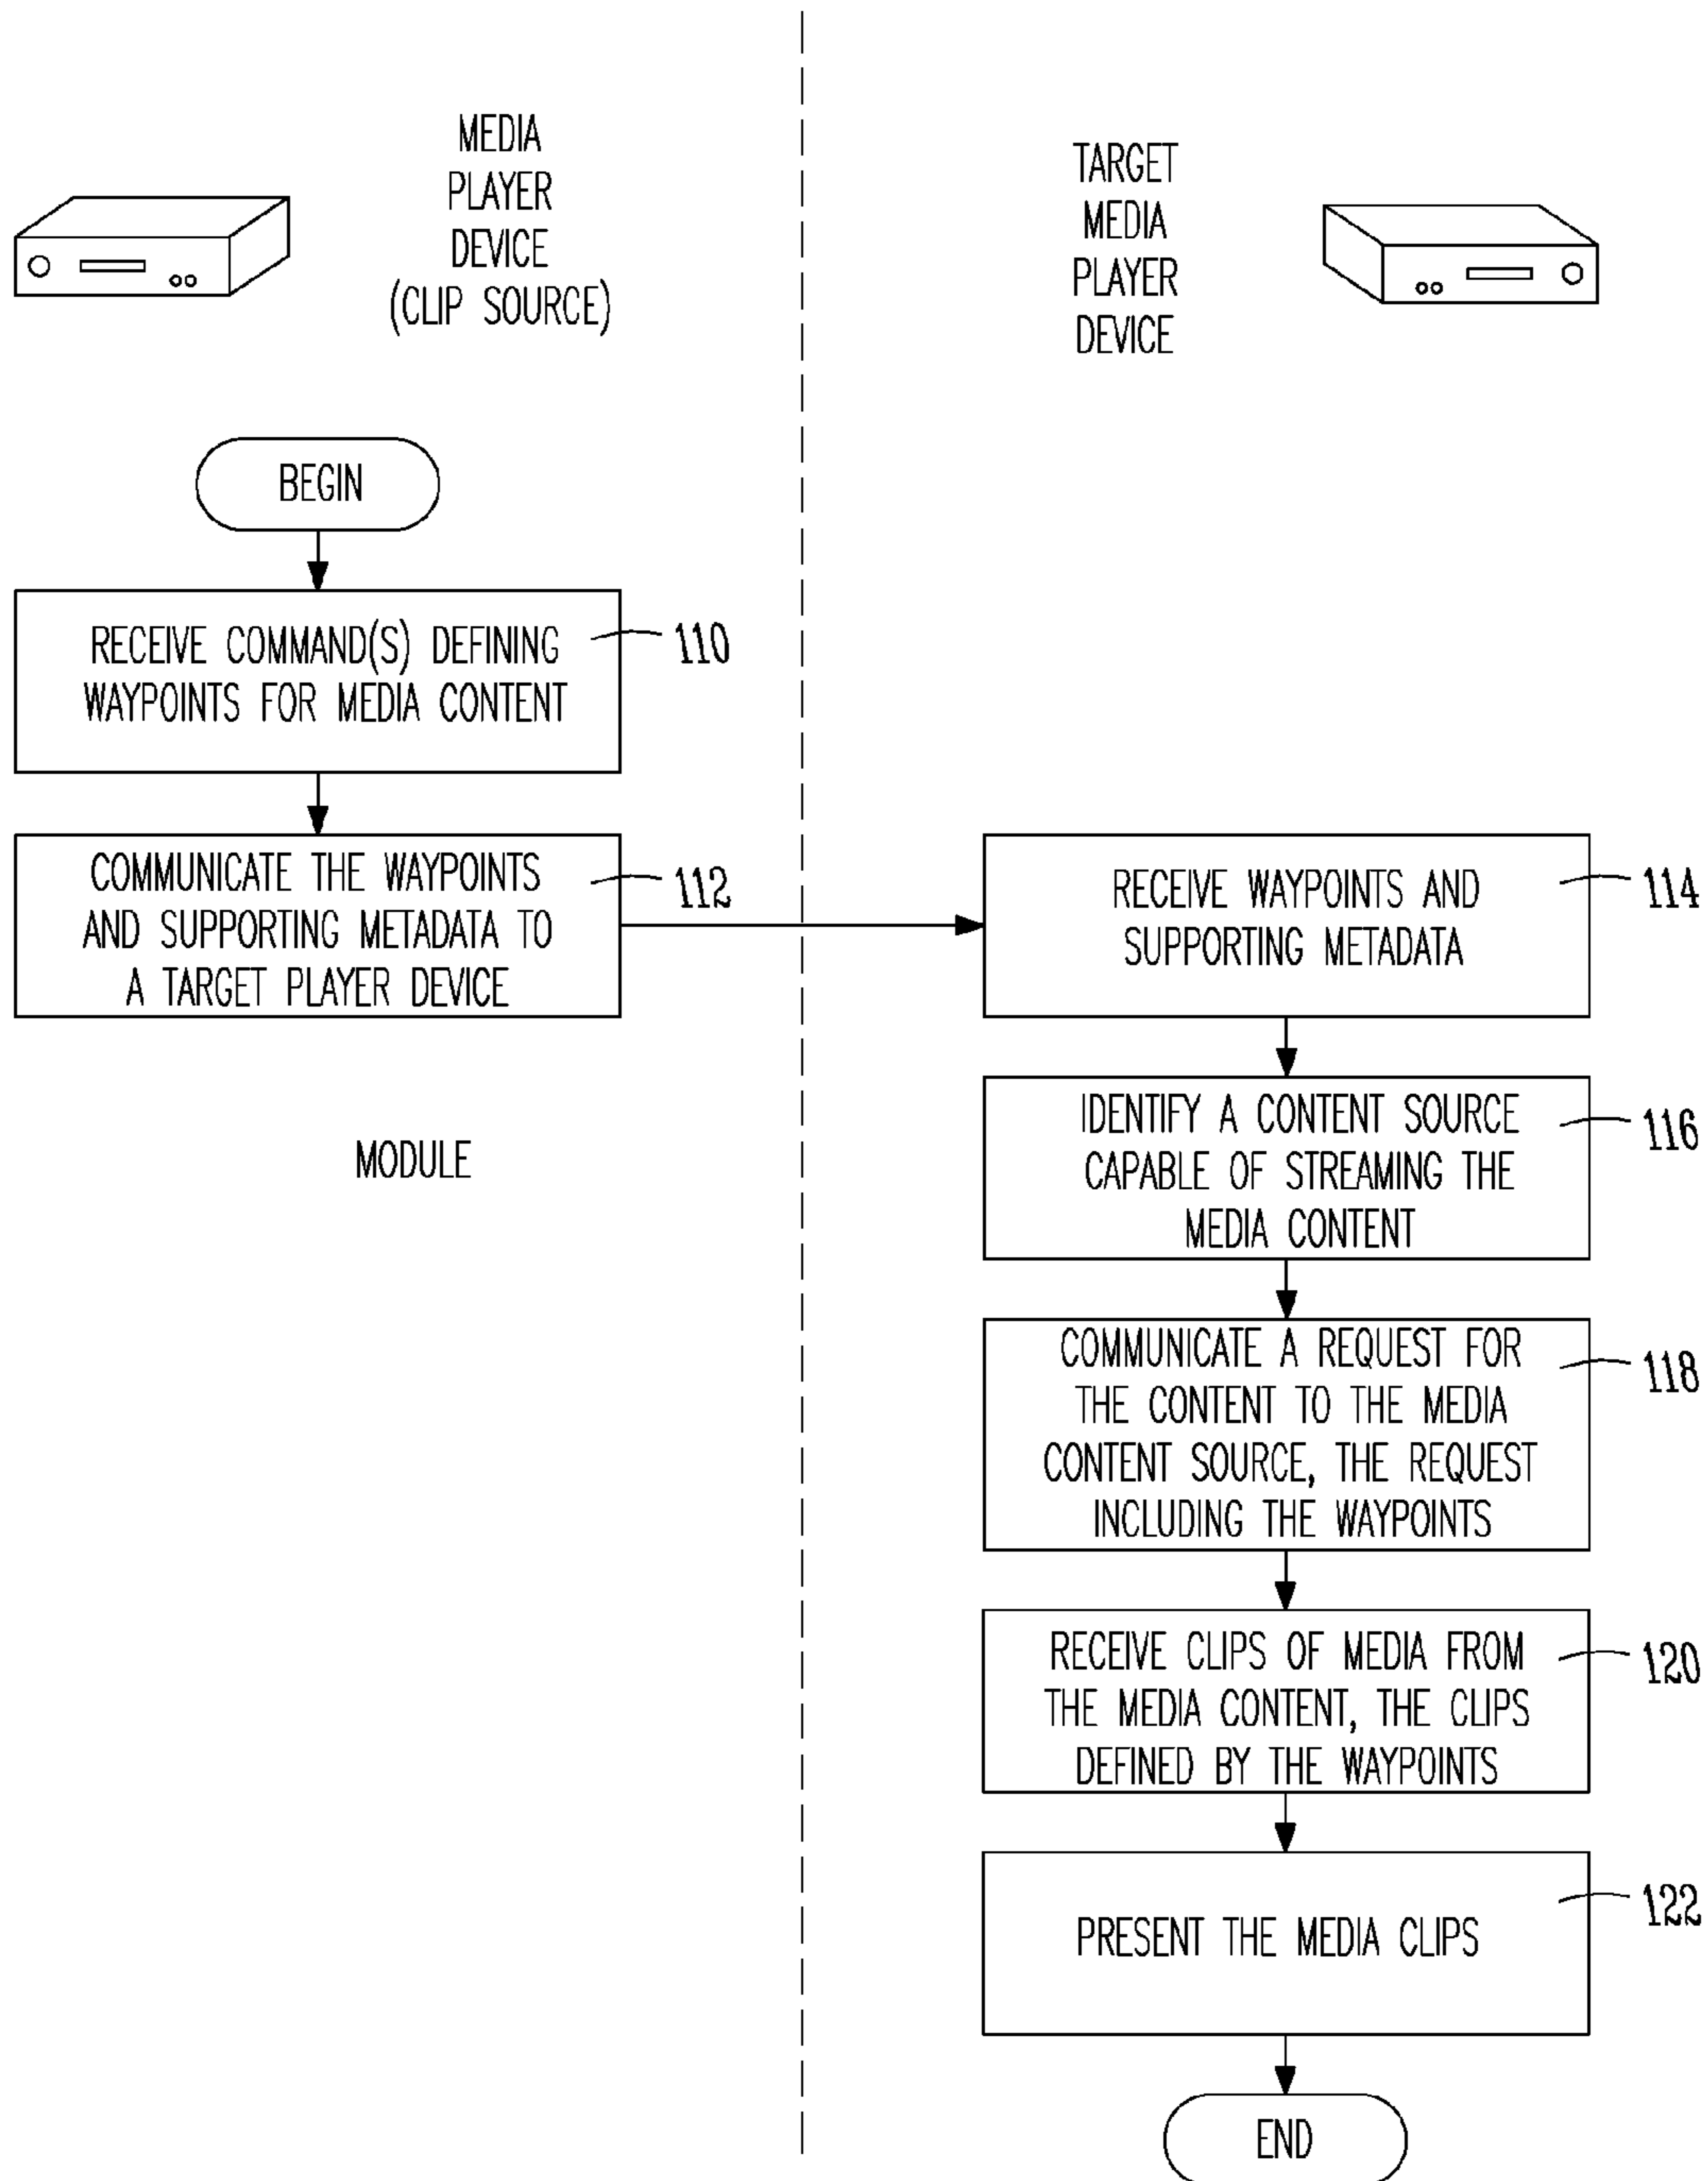 MEDIA
PLAYER
DEVICE
(CLIP SOURCE)
TARGET
MEDIA
PLAYER
DEVICE
BEGIN
RECEIVE COMMAND(S) DEFINING
WAYPOINTS FOR MEDIA CONTENT
110
COMMUNICATE THE WAYPOINTS
AND SUPPORTING METADATA TO
A TARGET PLAYER DEVICE
112
MODULE
RECEIVE WAYPOINTS AND
SUPPORTING METADATA
114
IDENTIFY A CONTENT SOURCE
CAPABLE OF STREAMING THE
MEDIA CONTENT
116
COMMUNICATE A REQUEST FOR
THE CONTENT TO THE MEDIA
CONTENT SOURCE, THE REQUEST
INCLUDING THE WAYPOINTS
118
RECEIVE CLIPS OF MEDIA FROM
THE MEDIA CONTENT, THE CLIPS
DEFINED BY THE WAYPOINTS
120
PRESENT THE MEDIA CLIPS
122
END